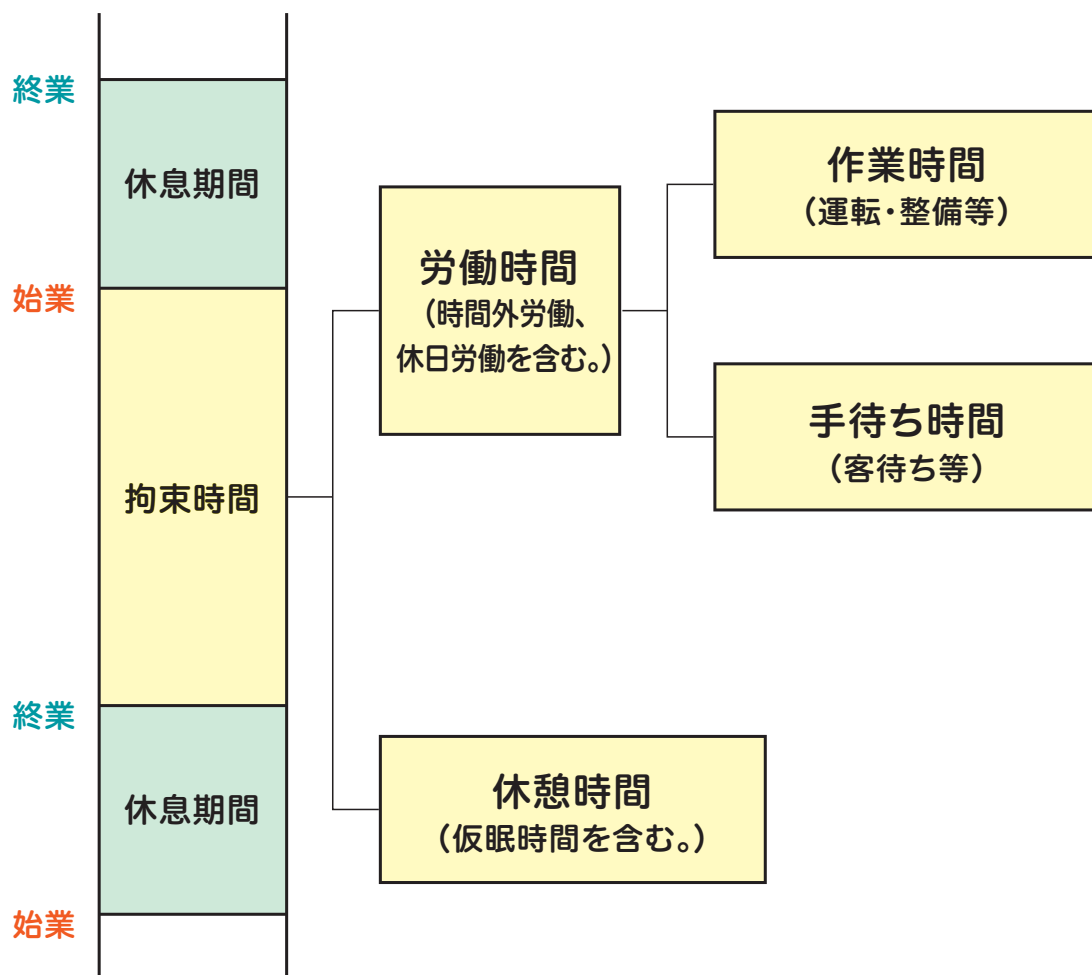 終業
休息期間
始業
拘束時間
終業
休息期間
始業
労働時間
（時間外労働、
休日労働を含む。）
作業時間
（運転・整備等）
手待ち時間
（客待ち等）
休憩時間
（仮眠時間を含む。）